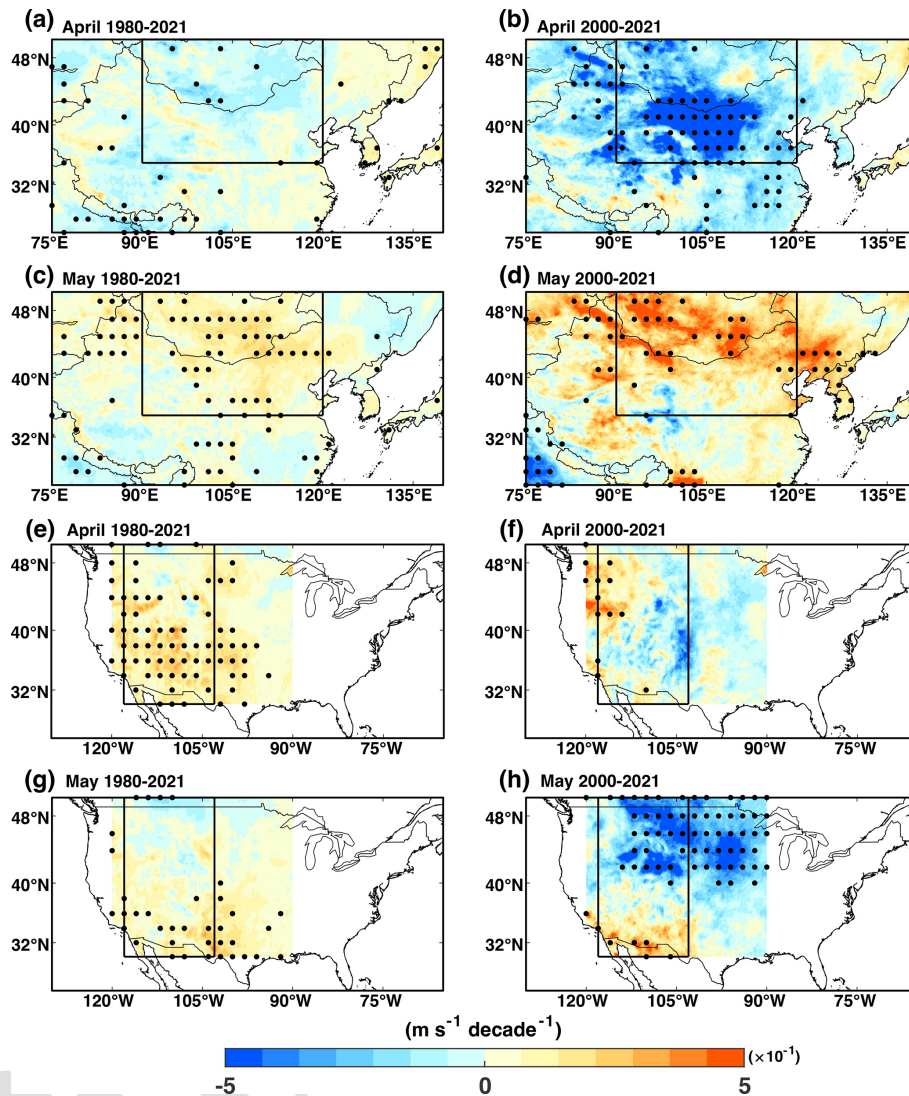 (a) April 1980-2021
(b) April 2000-2021
48°N
40°N
32°N
75°E 90°E 105°E 120°E 135°E
48°N
40°N
32°N
75°E 90°E 105°E 120°E 135°E
(c) May 1980-2021
(d) May 2000-2021
48°N
40°N
32°N
75°E 90°E 105°E 120°E 135°E
48°N
40°N
32°N
75°E 90°E 105°E 120°E 135°E
(e) April 1980-2021
(f) April 2000-2021
48°N
40°N
32°N
120°W 105°W 90°W 75°W
48°N
40°N
32°N
120°W 105°W 90°W 75°W
(g) May 1980-2021
(h) May 2000-2021
48°N
40°N
32°N
120°W 105°W 90°W 75°W
48°N
40°N
32°N
120°W 105°W 90°W 75°W
(m s⁻¹ decade⁻¹)
(×10⁻¹)
-5 0 5